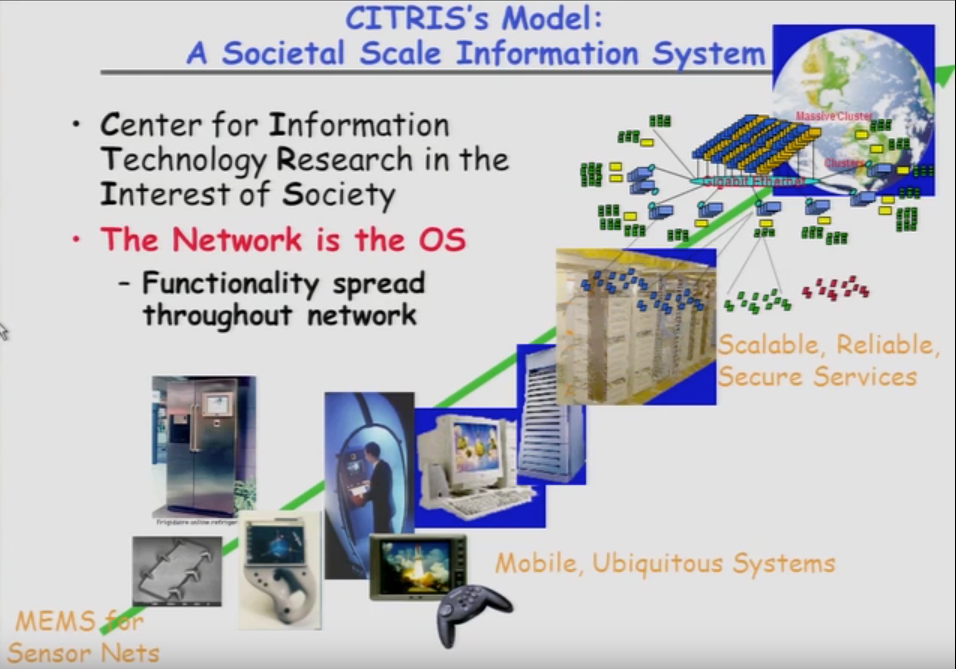 CITRIS's Model:
A Societal Scale Information System
• Center for Information
Technology Research in the
Interest of Society
• The Network is the OS
– Functionality spread
throughout network
Massive Cluster
Clusters
Gigabit Ethernet
Scalable, Reliable,
Secure Services
frigidaire online refriger
Mobile, Ubiquitous Systems
MEMS for
Sensor Nets